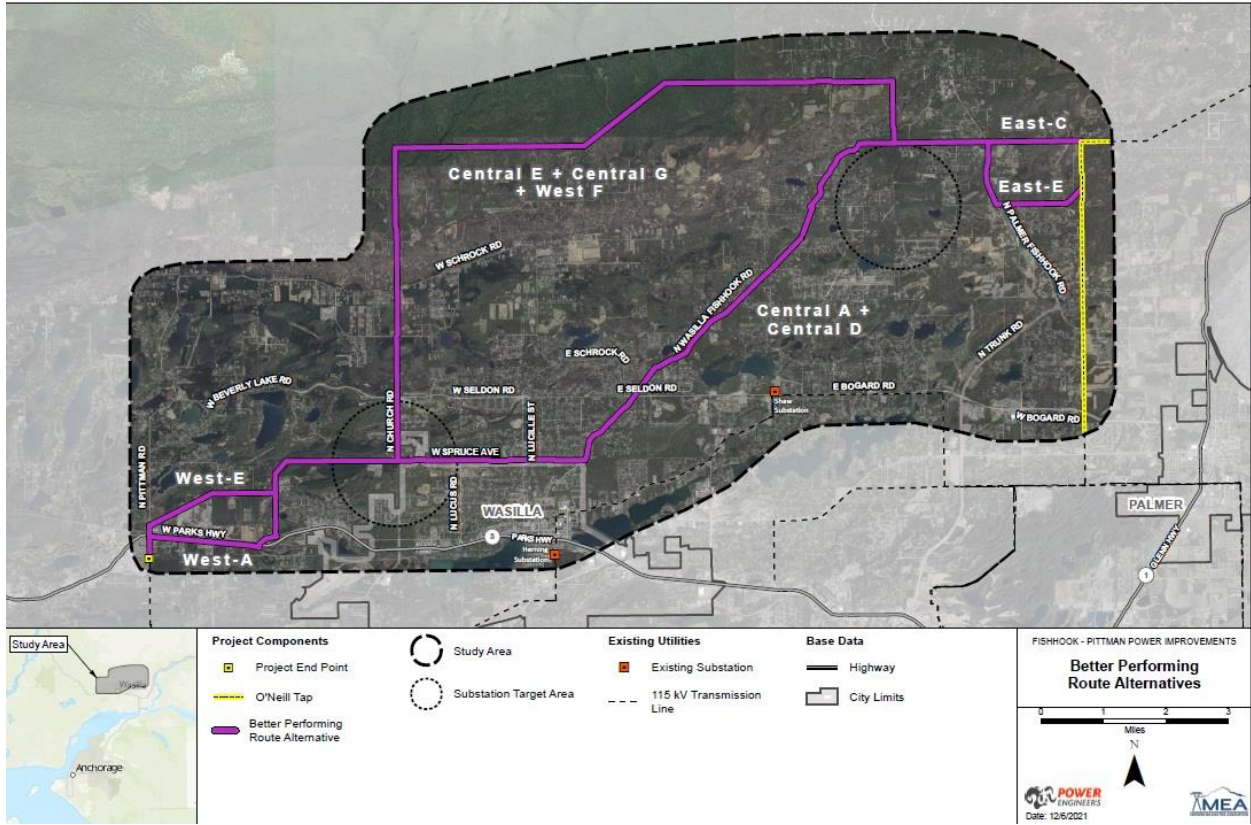 East-C
Central E + Central G
+ West F
East-E
N PALMER FISHHOOK RD
W SCHROCK RD
N WASILLA FISHHOOK RD
Central A +
Central D
N TRUNK RD
E SCHROCK RD
W BEVERLY LAKE RD
W SELDON RD
E SELDON RD
E BOGARD RD
Shaw
Substation
W BOGARD RD
N CHURCH RD
N LUCILLE ST
W SPRUCE AVE
N PITTMAN RD
West-E
N LUCUS RD
WASILLA
PALMER
W PARKS HWY
3
PARKS HWY
Herning
Substation
West-A
GLENN HWY
1
Study Area
Wasilla
Anchorage
Project Components
Project End Point
O'Neill Tap
Better Performing
Route Alternative
Study Area
Substation Target Area
Existing Utilities
Existing Substation
115 kV Transmission
Line
Base Data
Highway
City Limits
FISHHOOK - PITTMAN POWER IMPROVEMENTS
Better Performing
Route Alternatives
0 1 2 3
Miles
N
POWER
ENGINEERS
Date: 12/6/2021
MEA